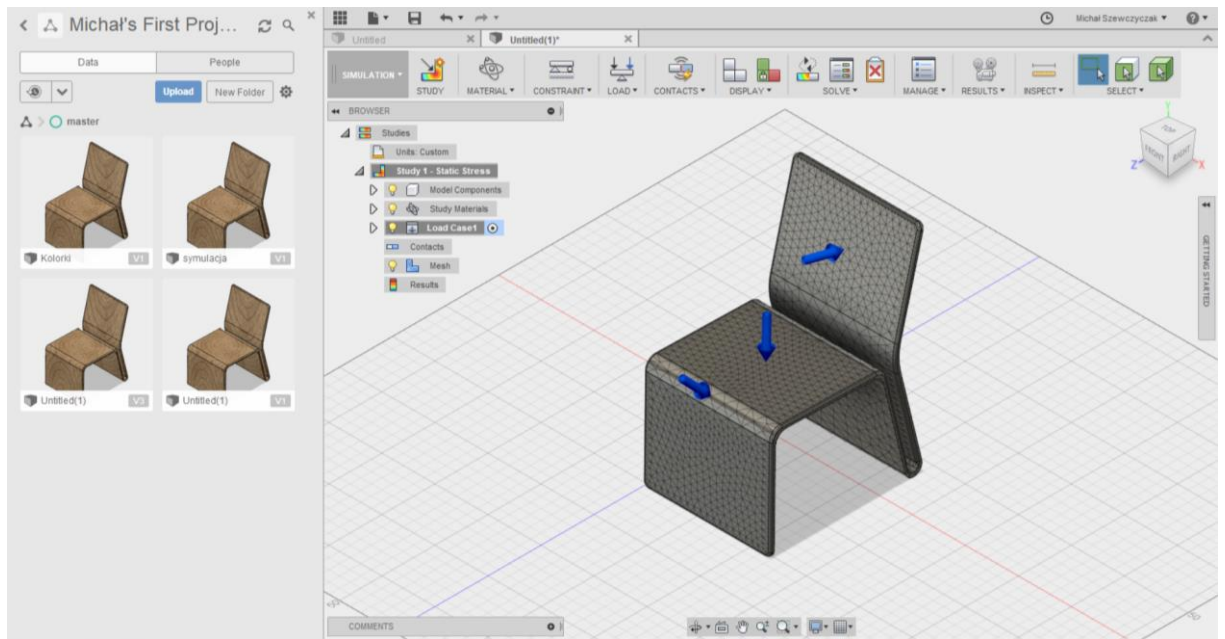 Michał's First Proj...
Data People
Upload New Folder
master
Kolorki V1
symulacja V1
Untitled(1) V3
Untitled(1) V1
Michał Szewczyczak
Untitled Untitled(1)*
SIMULATION STUDY MATERIAL CONSTRAINT LOAD CONTACTS DISPLAY SOLVE MANAGE RESULTS INSPECT SELECT
BROWSER
Studies
Units: Custom
Study 1 - Static Stress
Model Components
Study Materials
Load Case1
Contacts
Mesh
Results
Y
TOP
FRONT RIGHT
Z X
GETTING STARTED
COMMENTS